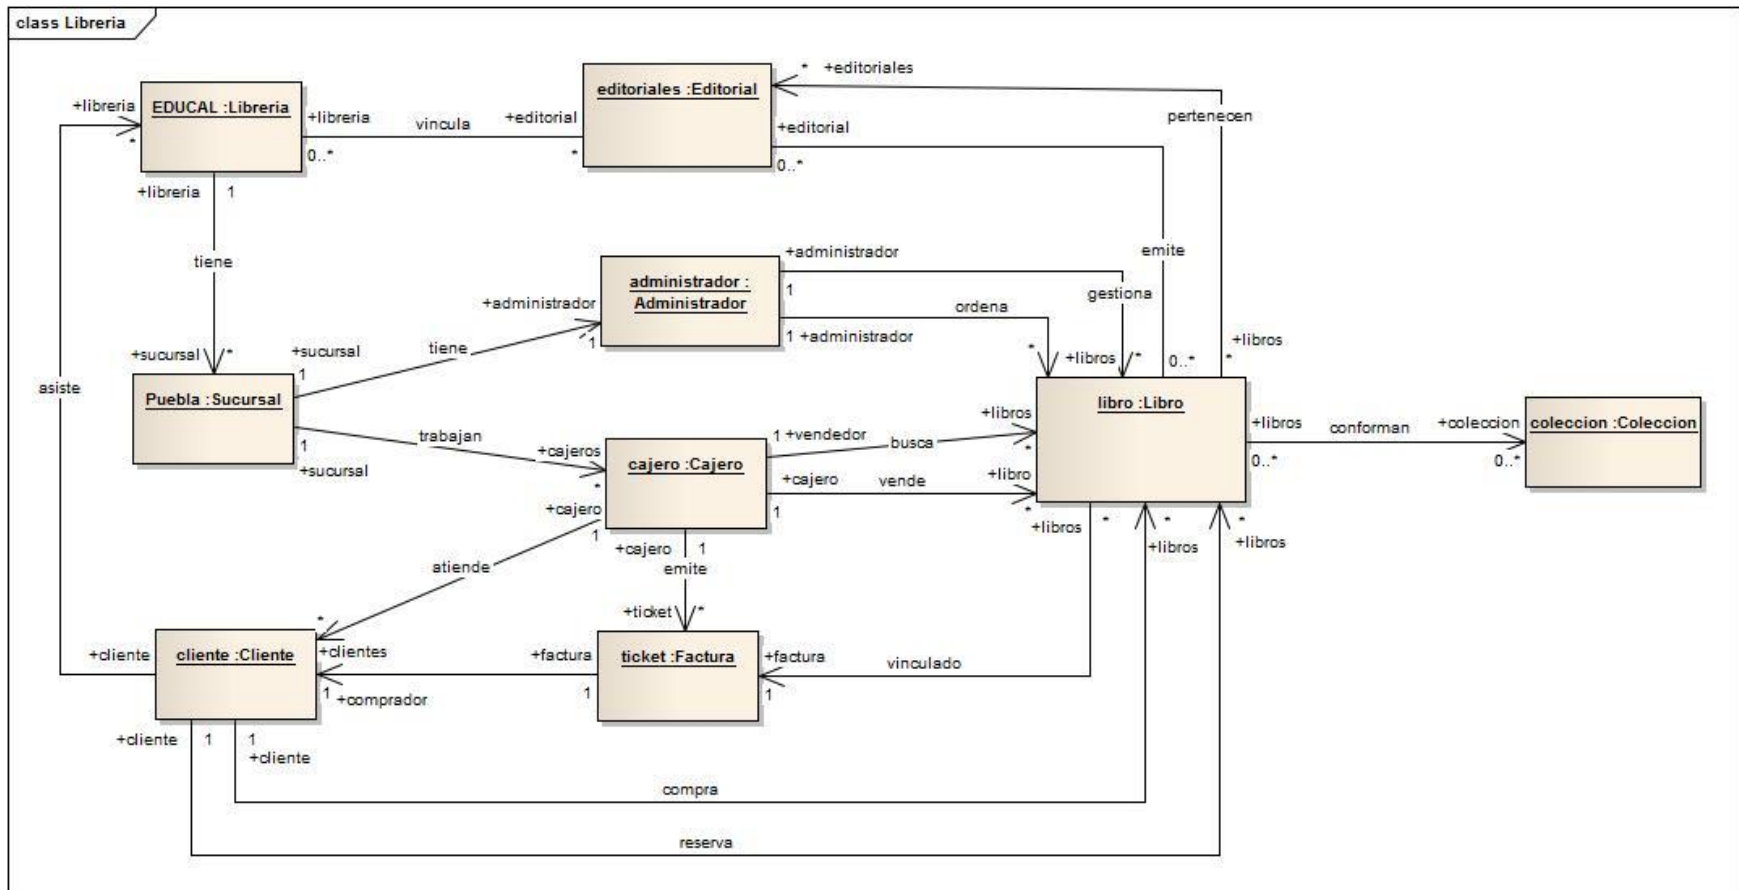 class Libreria
+libreria
*
EDUCAL :Libreria
+libreria
0..*
vincula
+editorial
*
editoriales :Editorial
* +editoriales
+editorial
0..*
pertenecen
+libreria 1
tiene
+sucursal *
emite
administrador :
Administrador
+administrador
1
gestiona
ordena
1 +administrador
+administrador
1
tiene
+sucursal
1
Puebla :Sucursal
1
+sucursal
trabajan
+cajeros
*
asiste
*
+libros *
0..*
+libros
*
libro :Libro
+libros
0..*
conforman
+coleccion
0..*
coleccion :Coleccion
cajero :Cajero
1 +vendedor
busca
+libros
*
+cajero
1
vende
+libro
*
+cajero
1
atiende
*
+clientes
+cajero 1
emite
+ticket *
+libros *
*
+libros
*
+libros
cliente :Cliente
+cliente
1
+comprador
+factura
1
ticket :Factura
+factura
1
vinculado
+cliente 1
1
+cliente
compra
reserva